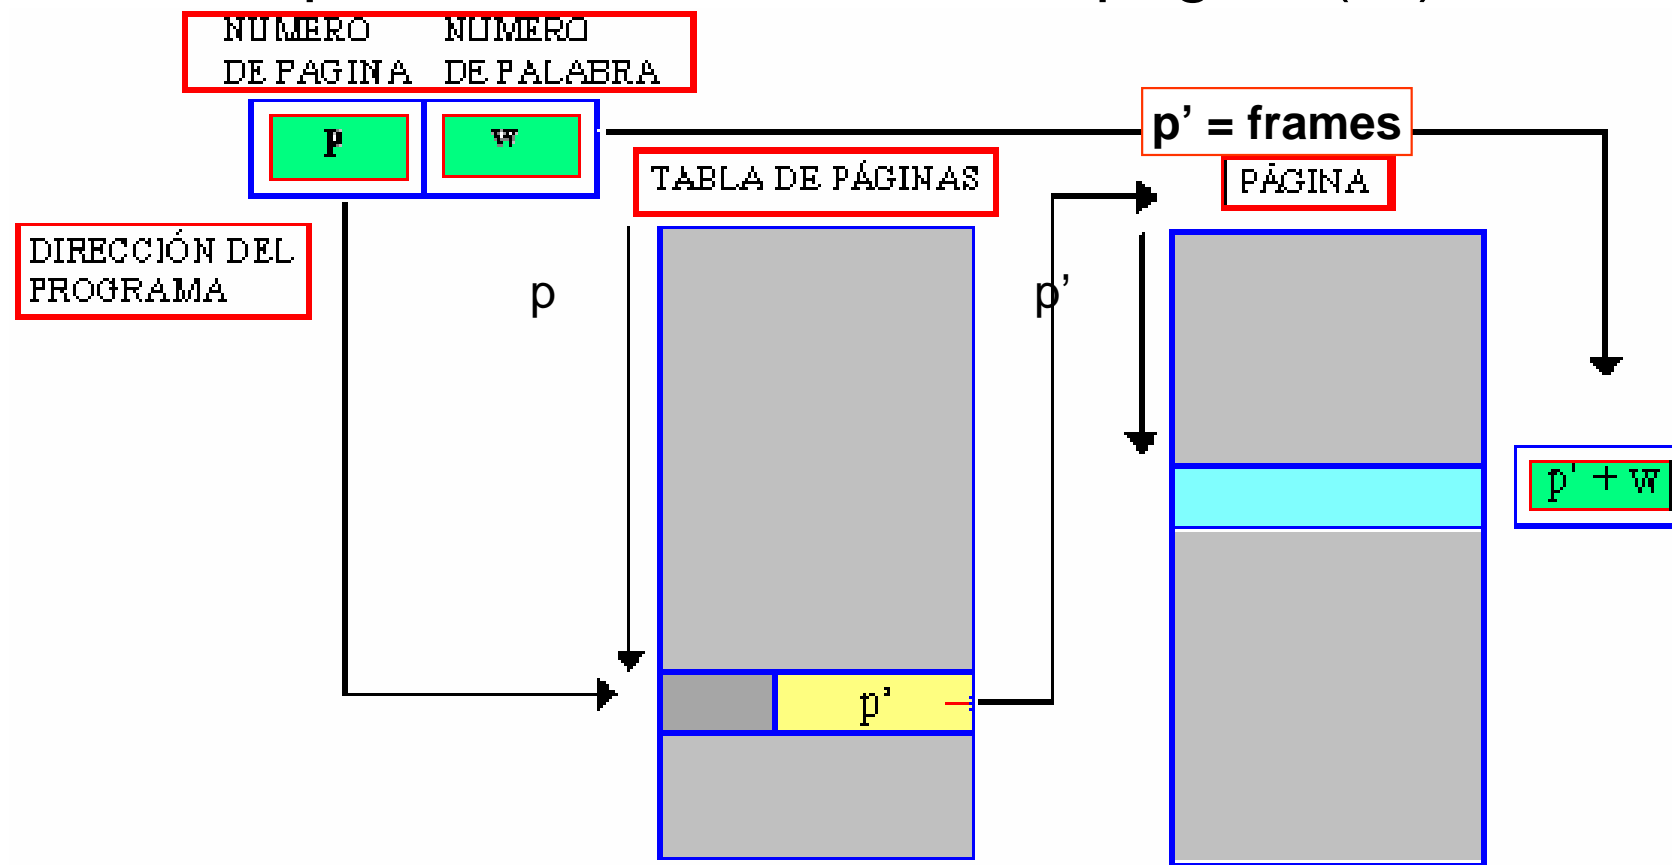 NUMERO NUMERO
DE PAGINA DE PALABRA
p w
p’ = frames
TABLA DE PÁGINAS
PÁGINA
DIRECCIÓN DEL
PROGRAMA
p
p’
p' + w
p’